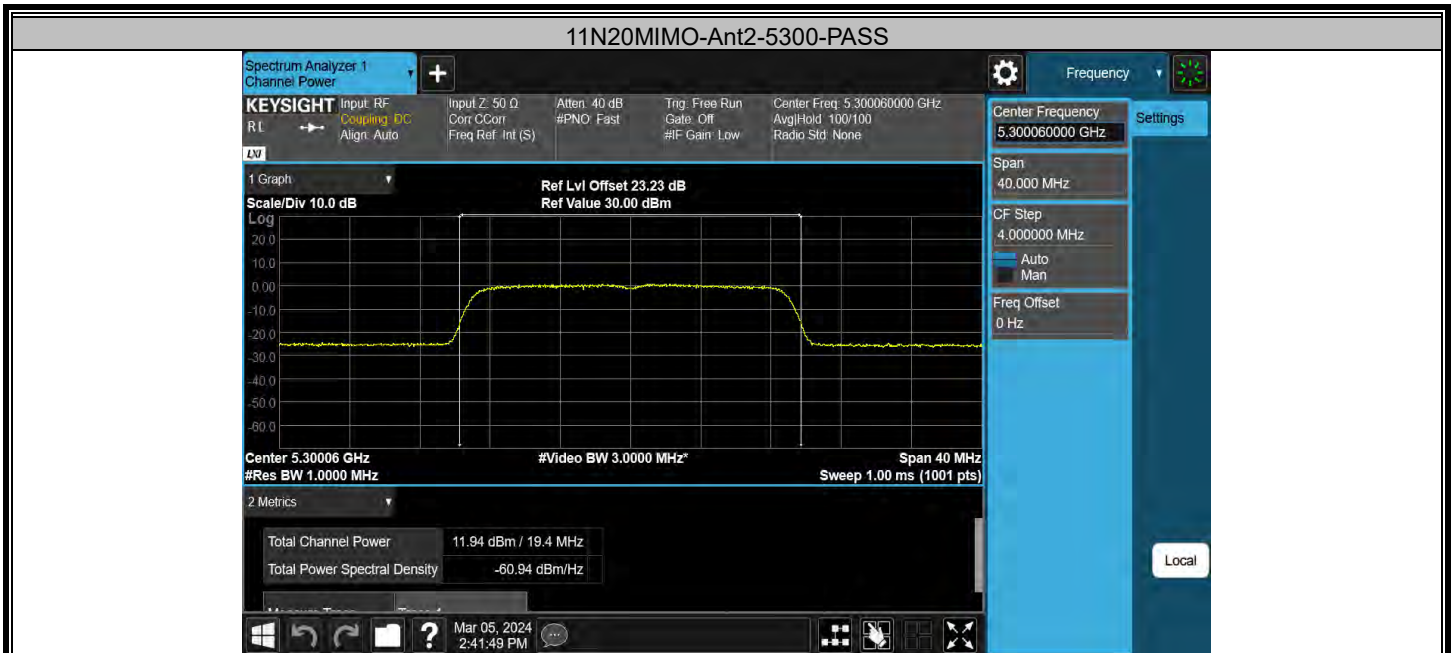 11N20MIMO-Ant2-5300-PASS
Spectrum Analyzer 1
Channel Power
Frequency
KEYSIGHT
RL
LXI
Input: RF
Coupling: DC
Align: Auto
Input Z: 50 Ω
Corr CCorr
Freq Ref: Int (S)
Atten: 40 dB
#PNO: Fast
Trig: Free Run
Gate: Off
#IF Gain: Low
Center Freq: 5.300060000 GHz
Avg|Hold: 100/100
Radio Std: None
Center Frequency
5.300060000 GHz
Settings
Span
40.000 MHz
CF Step
4.000000 MHz
Auto
Man
Freq Offset
0 Hz
1 Graph
Ref Lvl Offset 23.23 dB
Scale/Div 10.0 dB
Ref Value 30.00 dBm
Log
20.0
10.0
0.00
-10.0
-20.0
-30.0
-40.0
-50.0
-60.0
Center 5.30006 GHz
#Video BW 3.0000 MHz*
Span 40 MHz
#Res BW 1.0000 MHz
Sweep 1.00 ms (1001 pts)
2 Metrics
Total Channel Power
11.94 dBm / 19.4 MHz
Total Power Spectral Density
-60.94 dBm/Hz
Local
?
Mar 05, 2024
2:41:49 PM